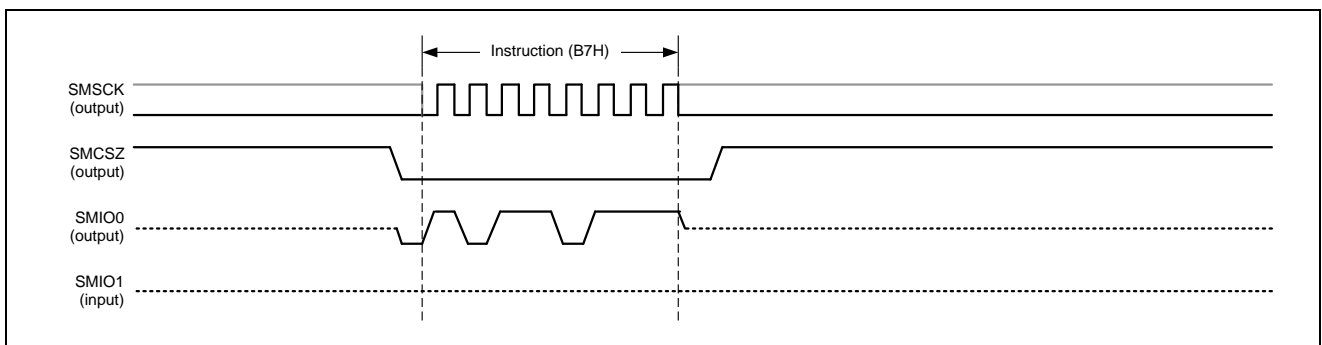 Instruction (B7H)
SMSCK
(output)
SMCSZ
(output)
SMIO0
(output)
SMIO1
(input)